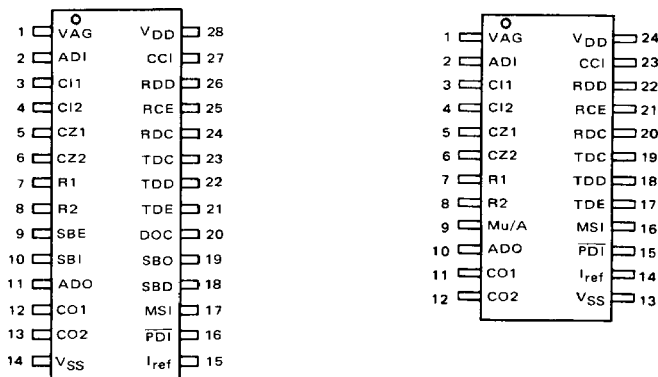 1 VAG VDD 28
2 ADI CCI 27
3 CI1 RDD 26
4 CI2 RCE 25
5 CZ1 RDC 24
6 CZ2 TDC 23
7 R1 TDD 22
8 R2 TDE 21
9 SBE DOC 20
10 SBI SBO 19
11 ADO SBD 18
12 CO1 MSI 17
13 CO2 PDI 16
14 VSS Iref 15
1 VAG VDD 24
2 ADI CCI 23
3 CI1 RDD 22
4 CI2 RCE 21
5 CZ1 RDC 20
6 CZ2 TDC 19
7 R1 TDD 18
8 R2 TDE 17
9 Mu/A MSI 16
10 ADO PDI 15
11 CO1 Iref 14
12 CO2 VSS 13